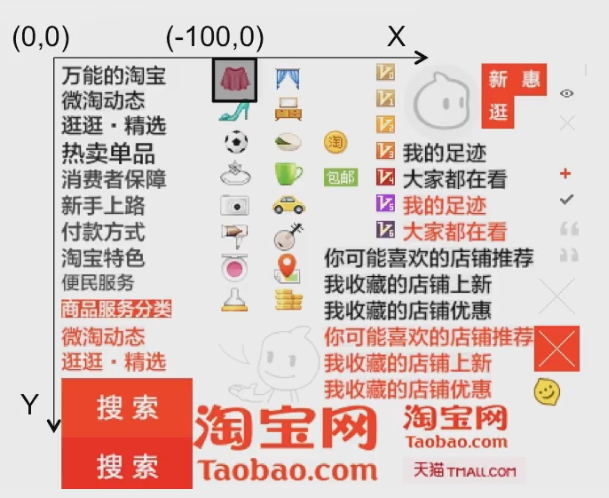 (0,0)
(-100,0)
X
万能的淘宝
微淘动态
逛逛·精选
热卖单品
消费者保障
新手上路
付款方式
淘宝特色
便民服务
商品服务分类
微淘动态
逛逛·精选
淘
包邮
新 惠
逛
我的足迹
大家都在看
我的足迹
大家都在看
你可能喜欢的店铺推荐
我收藏的店铺上新
我收藏的店铺优惠
你可能喜欢的店铺推荐
我收藏的店铺上新
我收藏的店铺优惠
Y
搜索
搜索
淘宝网
Taobao.com
淘宝网
Taobao.com
天猫 TMALL.COM